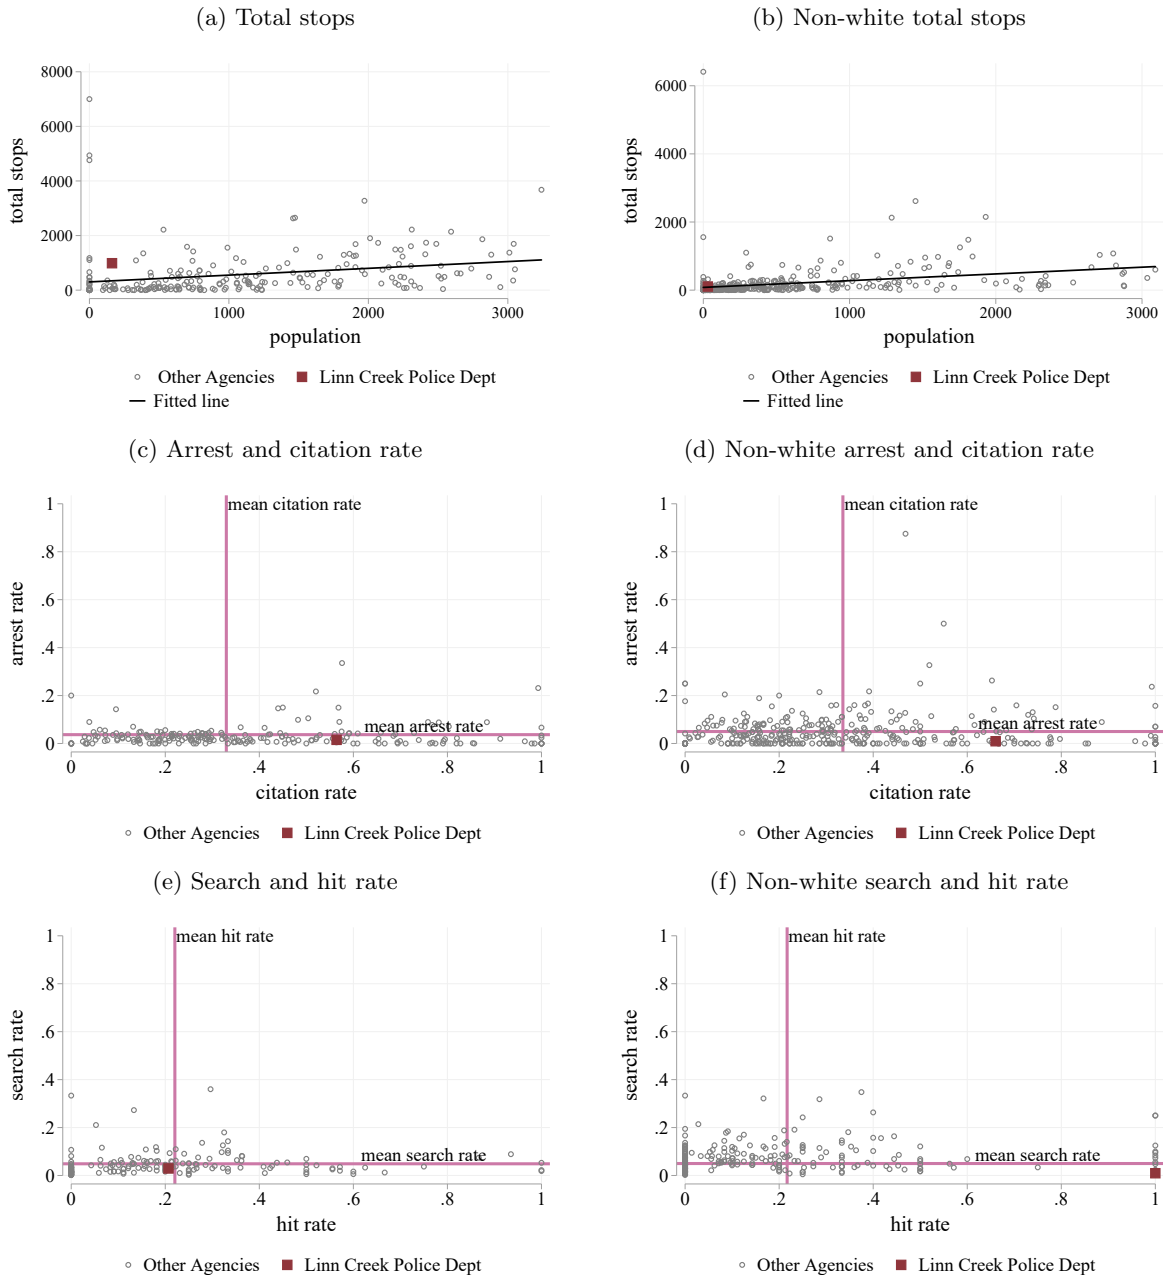 (a) Total stops
(b) Non-white total stops
8000
6000
4000
2000
0
total stops
0 1000 2000 3000
population
Other Agencies Linn Creek Police Dept
Fitted line
6000
4000
2000
0
total stops
0 1000 2000 3000
population
Other Agencies Linn Creek Police Dept
Fitted line
(c) Arrest and citation rate
(d) Non-white arrest and citation rate
1
.8
.6
.4
.2
0
arrest rate
mean citation rate
mean arrest rate
0 .2 .4 .6 .8 1
citation rate
Other Agencies Linn Creek Police Dept
1
.8
.6
.4
.2
0
arrest rate
mean citation rate
mean arrest rate
0 .2 .4 .6 .8 1
citation rate
Other Agencies Linn Creek Police Dept
(e) Search and hit rate
(f) Non-white search and hit rate
1
.8
.6
.4
.2
0
search rate
mean hit rate
mean search rate
0 .2 .4 .6 .8 1
hit rate
Other Agencies Linn Creek Police Dept
1
.8
.6
.4
.2
0
search rate
mean hit rate
mean search rate
0 .2 .4 .6 .8 1
hit rate
Other Agencies Linn Creek Police Dept